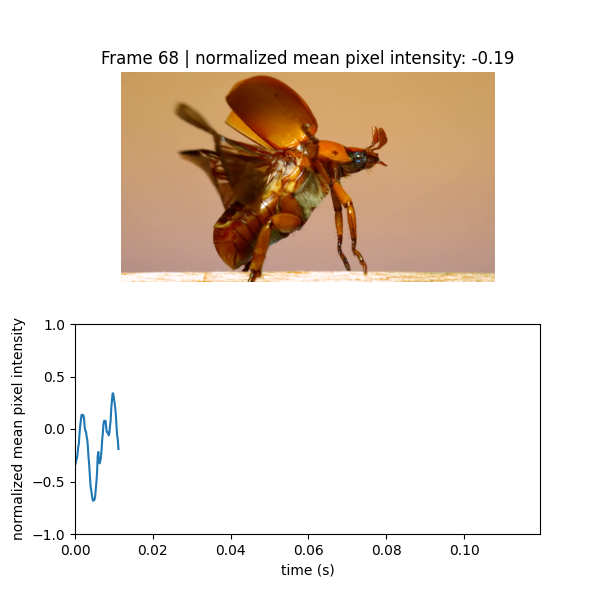 Frame 68 | normalized mean pixel intensity: -0.19
normalized mean pixel intensity
1.0
0.5
0.0
−0.5
−1.0
0.00 0.02 0.04 0.06 0.08 0.10
time (s)